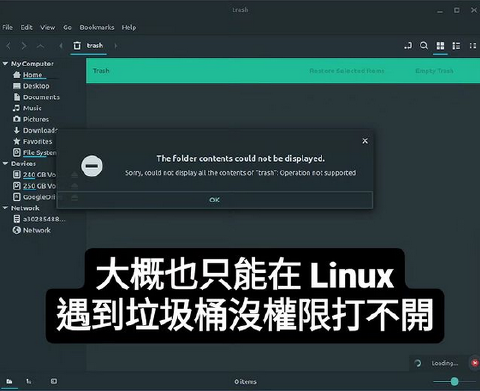 trash
File Edit View Go Bookmarks Help
trash
My Computer
Home
Desktop
Documents
Music
Pictures
Downloads
Favorites
File System
Devices
240 GB Vo
250 GB Vo
GoogleDriv
Network
Network
Trash Restore Selected Items Empty Trash
The folder contents could not be displayed.
Sorry, could not display all the contents of "trash": Operation not supported
OK
大概也只能在 Linux
遇到垃圾桶沒權限打不開
Loading...
0 items